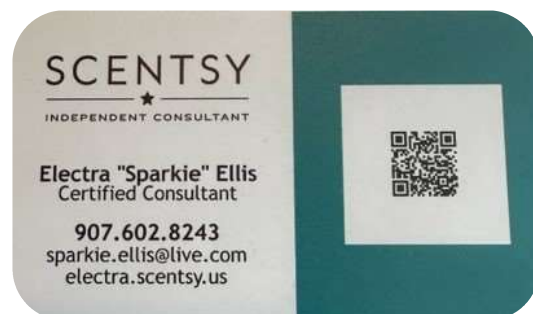 SCENTSY
INDEPENDENT CONSULTANT
Electra "Sparkie" Ellis
Certified Consultant
907.602.8243
sparkie.ellis@live.com
electra.scentsy.us